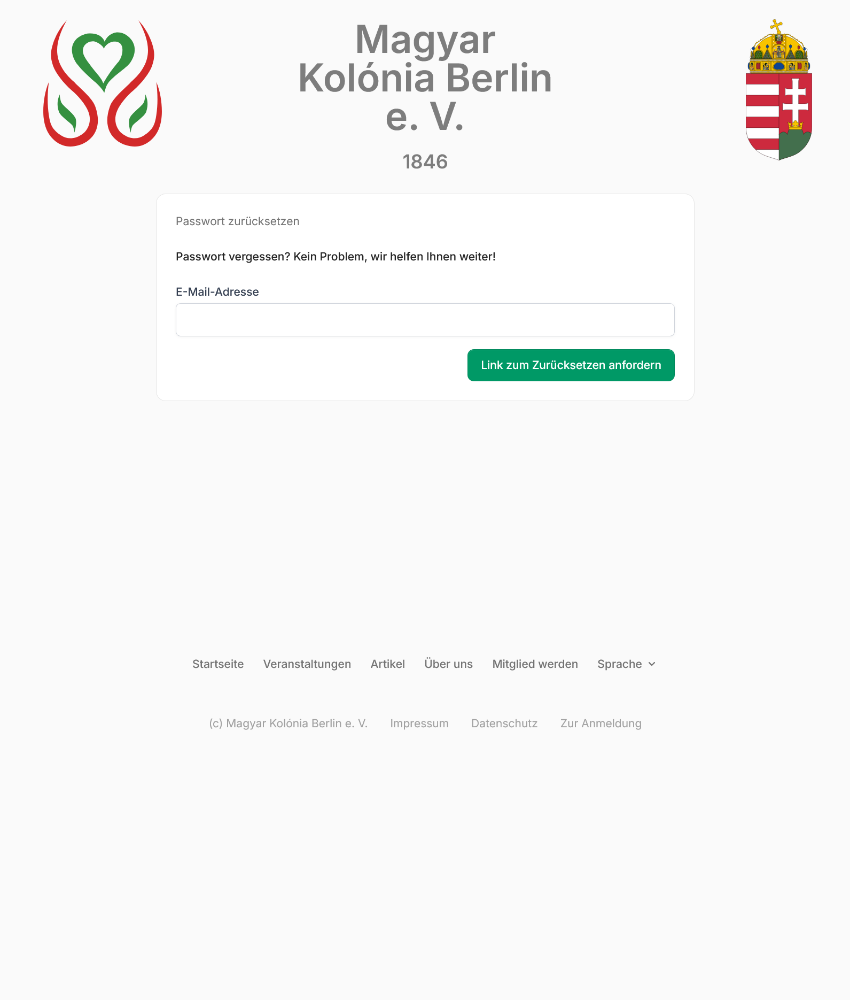 Magyar
Kolónia Berlin
e. V.
1846
Passwort zurücksetzen
Passwort vergessen? Kein Problem, wir helfen Ihnen weiter!
E-Mail-Adresse
Link zum Zurücksetzen anfordern
Startseite Veranstaltungen Artikel Über uns Mitglied werden Sprache
(c) Magyar Kolónia Berlin e. V. Impressum Datenschutz Zur Anmeldung